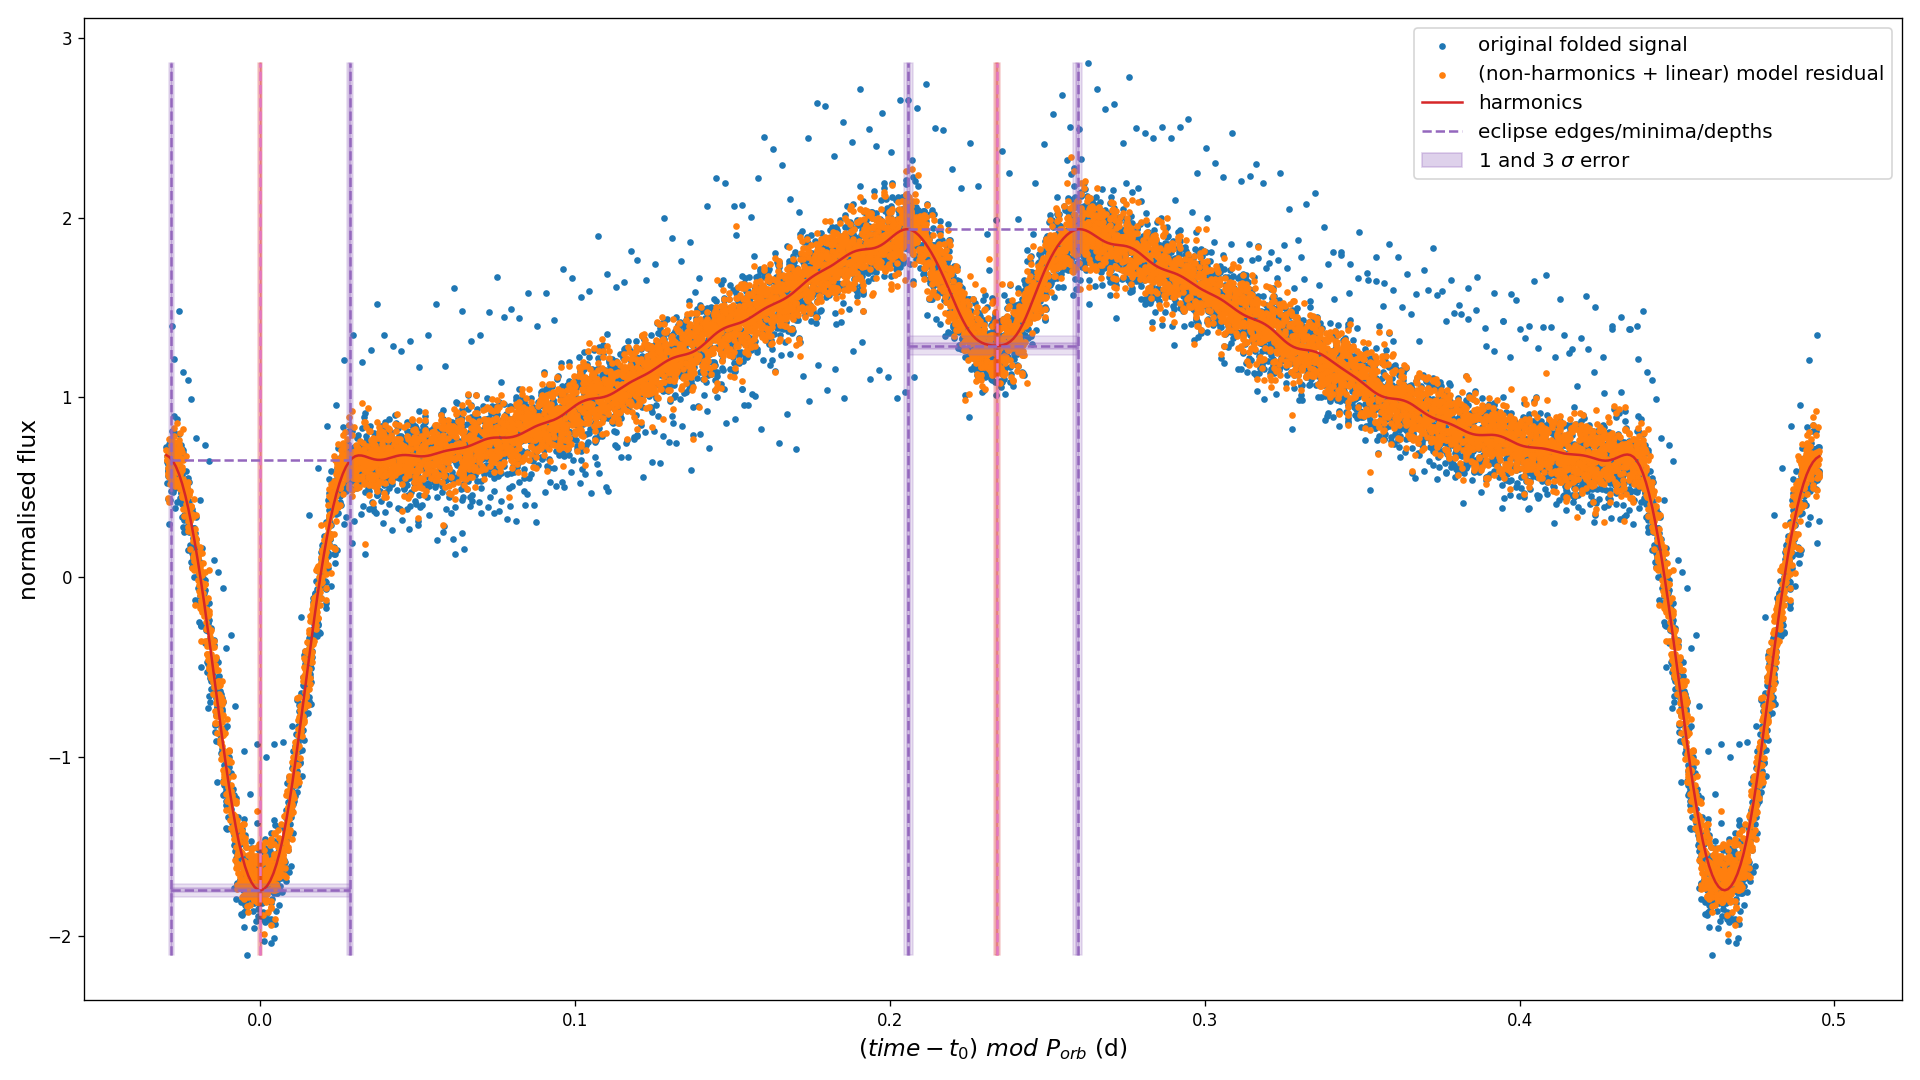 original folded signal
(non-harmonics + linear) model residual
harmonics
eclipse edges/minima/depths
1 and 3 σ error
normalised flux
3
2
1
0
−1
−2
0.0 0.1 0.2 0.3 0.4 0.5
(time − t₀) mod Pₒᵣb (d)